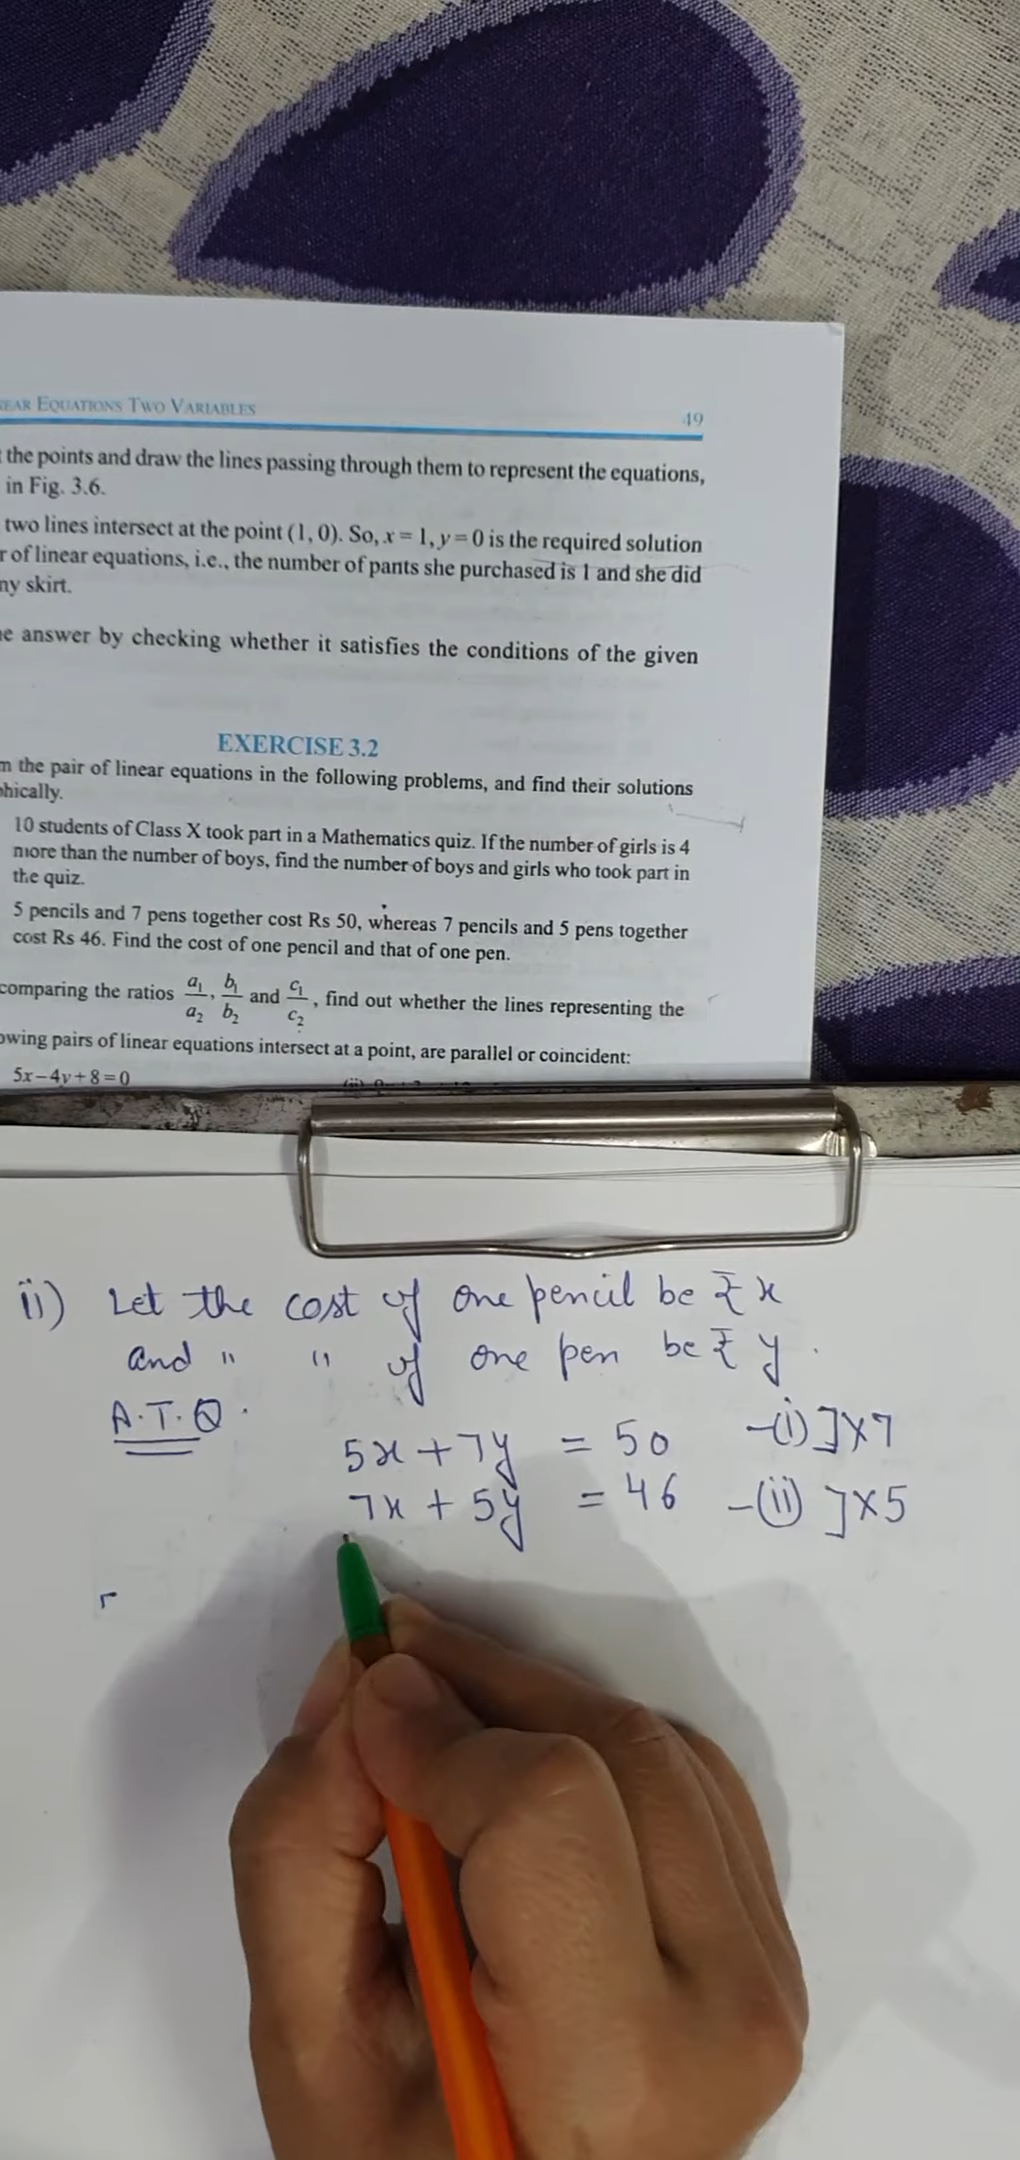 EAR EQUATIONS TWO VARIABLES 49
the points and draw the lines passing through them to represent the equations,
in Fig. 3.6.
two lines intersect at the point (1, 0). So, x = 1, y = 0 is the required solution
r of linear equations, i.e., the number of pants she purchased is 1 and she did
ny skirt.
e answer by checking whether it satisfies the conditions of the given
EXERCISE 3.2
m the pair of linear equations in the following problems, and find their solutions
phically.
10 students of Class X took part in a Mathematics quiz. If the number of girls is 4
more than the number of boys, find the number of boys and girls who took part in
the quiz.
5 pencils and 7 pens together cost Rs 50, whereas 7 pencils and 5 pens together
cost Rs 46. Find the cost of one pencil and that of one pen.
comparing the ratios a₁/a₂, b₁/b₂ and c₁/c₂, find out whether the lines representing the
owing pairs of linear equations intersect at a point, are parallel or coincident:
5x – 4y + 8 = 0
ii) Let the cost of one pencil be ₹ x
and " " of one pen be ₹ y.
A.T.Q.
5x + 7y = 50 -(i) ]×7
7x + 5y = 46 -(ii) ]×5